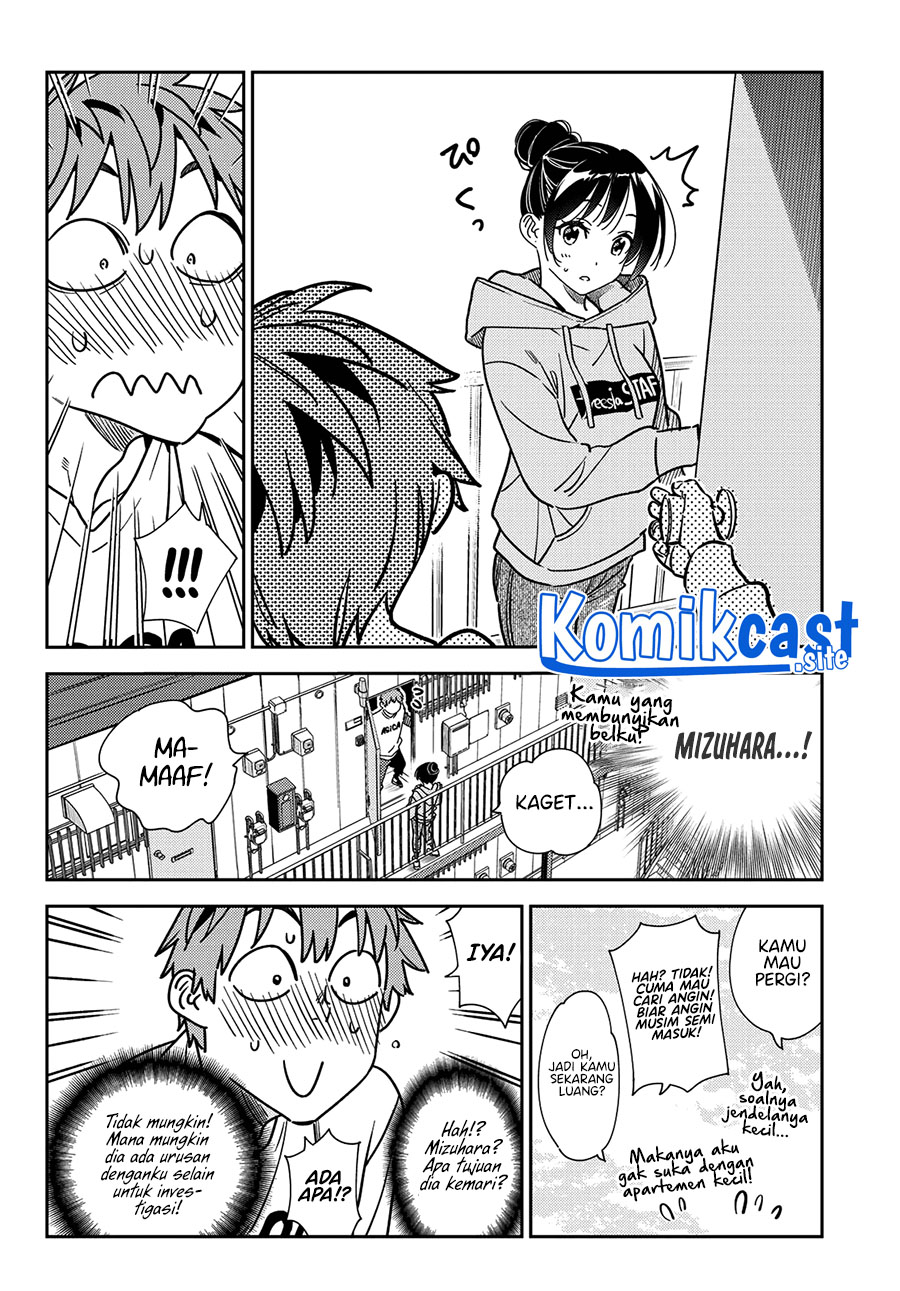 ぴ
く
っ
Freesia STAF
!!!
Komikcast
.site
MIZUHARA...!
Kamu yang
membunyikan
belku?
KAGET...
MA-
MAAF!
KAMU
MAU
PERGI?
HAH? TIDAK!
CUMA MAU
CARI ANGIN!
BIAR ANGIN
MUSIM SEMI
MASUK!
Yah,
soalnya
jendelanya
kecil...
Makanya aku
gak suka dengan
apartemen kecil!
OH,
JADI KAMU
SEKARANG
LUANG?
IYA!
Hah!?
Mizuhara?
Apa tujuan
dia kemari?
ADA
APA!?
Tidak mungkin!
Mana mungkin
dia ada urusan
denganku selain
untuk inves-
tigasi!